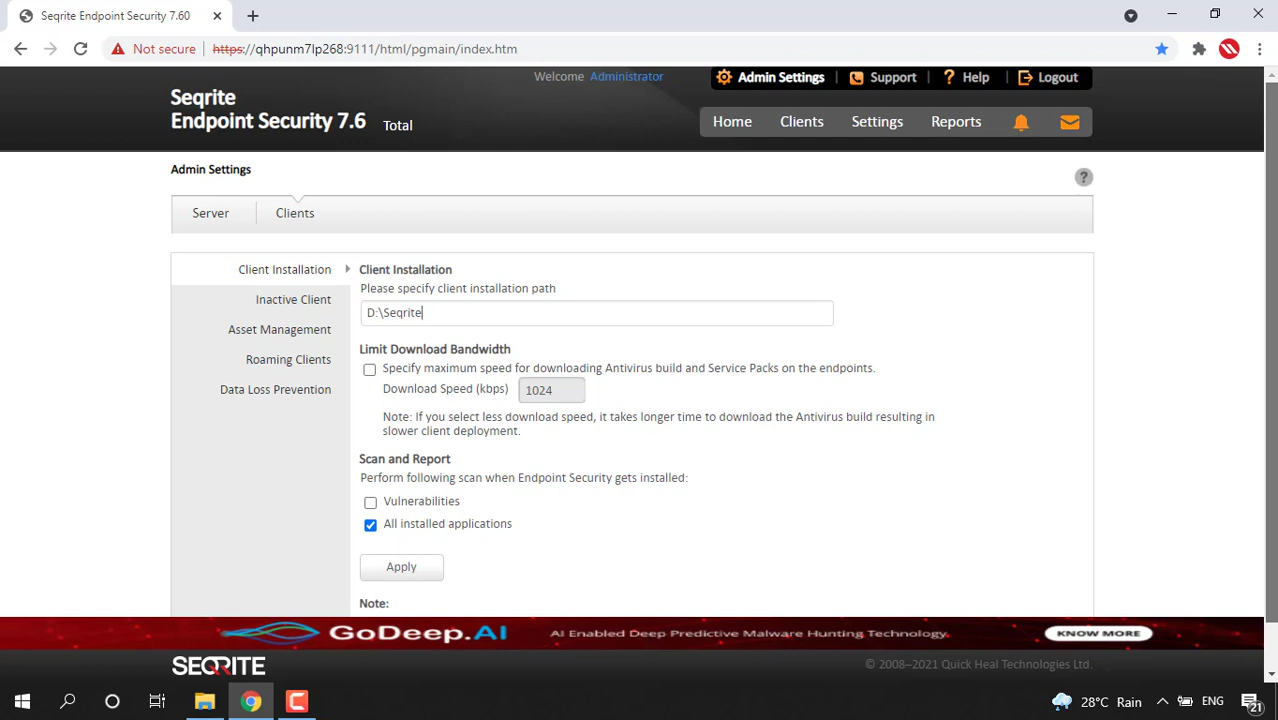 Seqrite Endpoint Security 7.60
Not secure https://qhpunm7lp268:9111/html/pgmain/index.htm
Welcome Administrator Admin Settings Support Help Logout
Seqrite
Endpoint Security 7.6 Total
Home Clients Settings Reports
Admin Settings
?
Server Clients
Client Installation
Inactive Client
Asset Management
Roaming Clients
Data Loss Prevention
Client Installation
Please specify client installation path
D:\Seqrite
Limit Download Bandwidth
Specify maximum speed for downloading Antivirus build and Service Packs on the endpoints.
Download Speed (kbps) 1024
Note: If you select less download speed, it takes longer time to download the Antivirus build resulting in
slower client deployment.
Scan and Report
Perform following scan when Endpoint Security gets installed:
Vulnerabilities
All installed applications
Apply
Note:
GoDeep.AI AI Enabled Deep Predictive Malware Hunting Technology. KNOW MORE
SEQRITE © 2008–2021 Quick Heal Technologies Ltd.
28°C Rain ENG 21